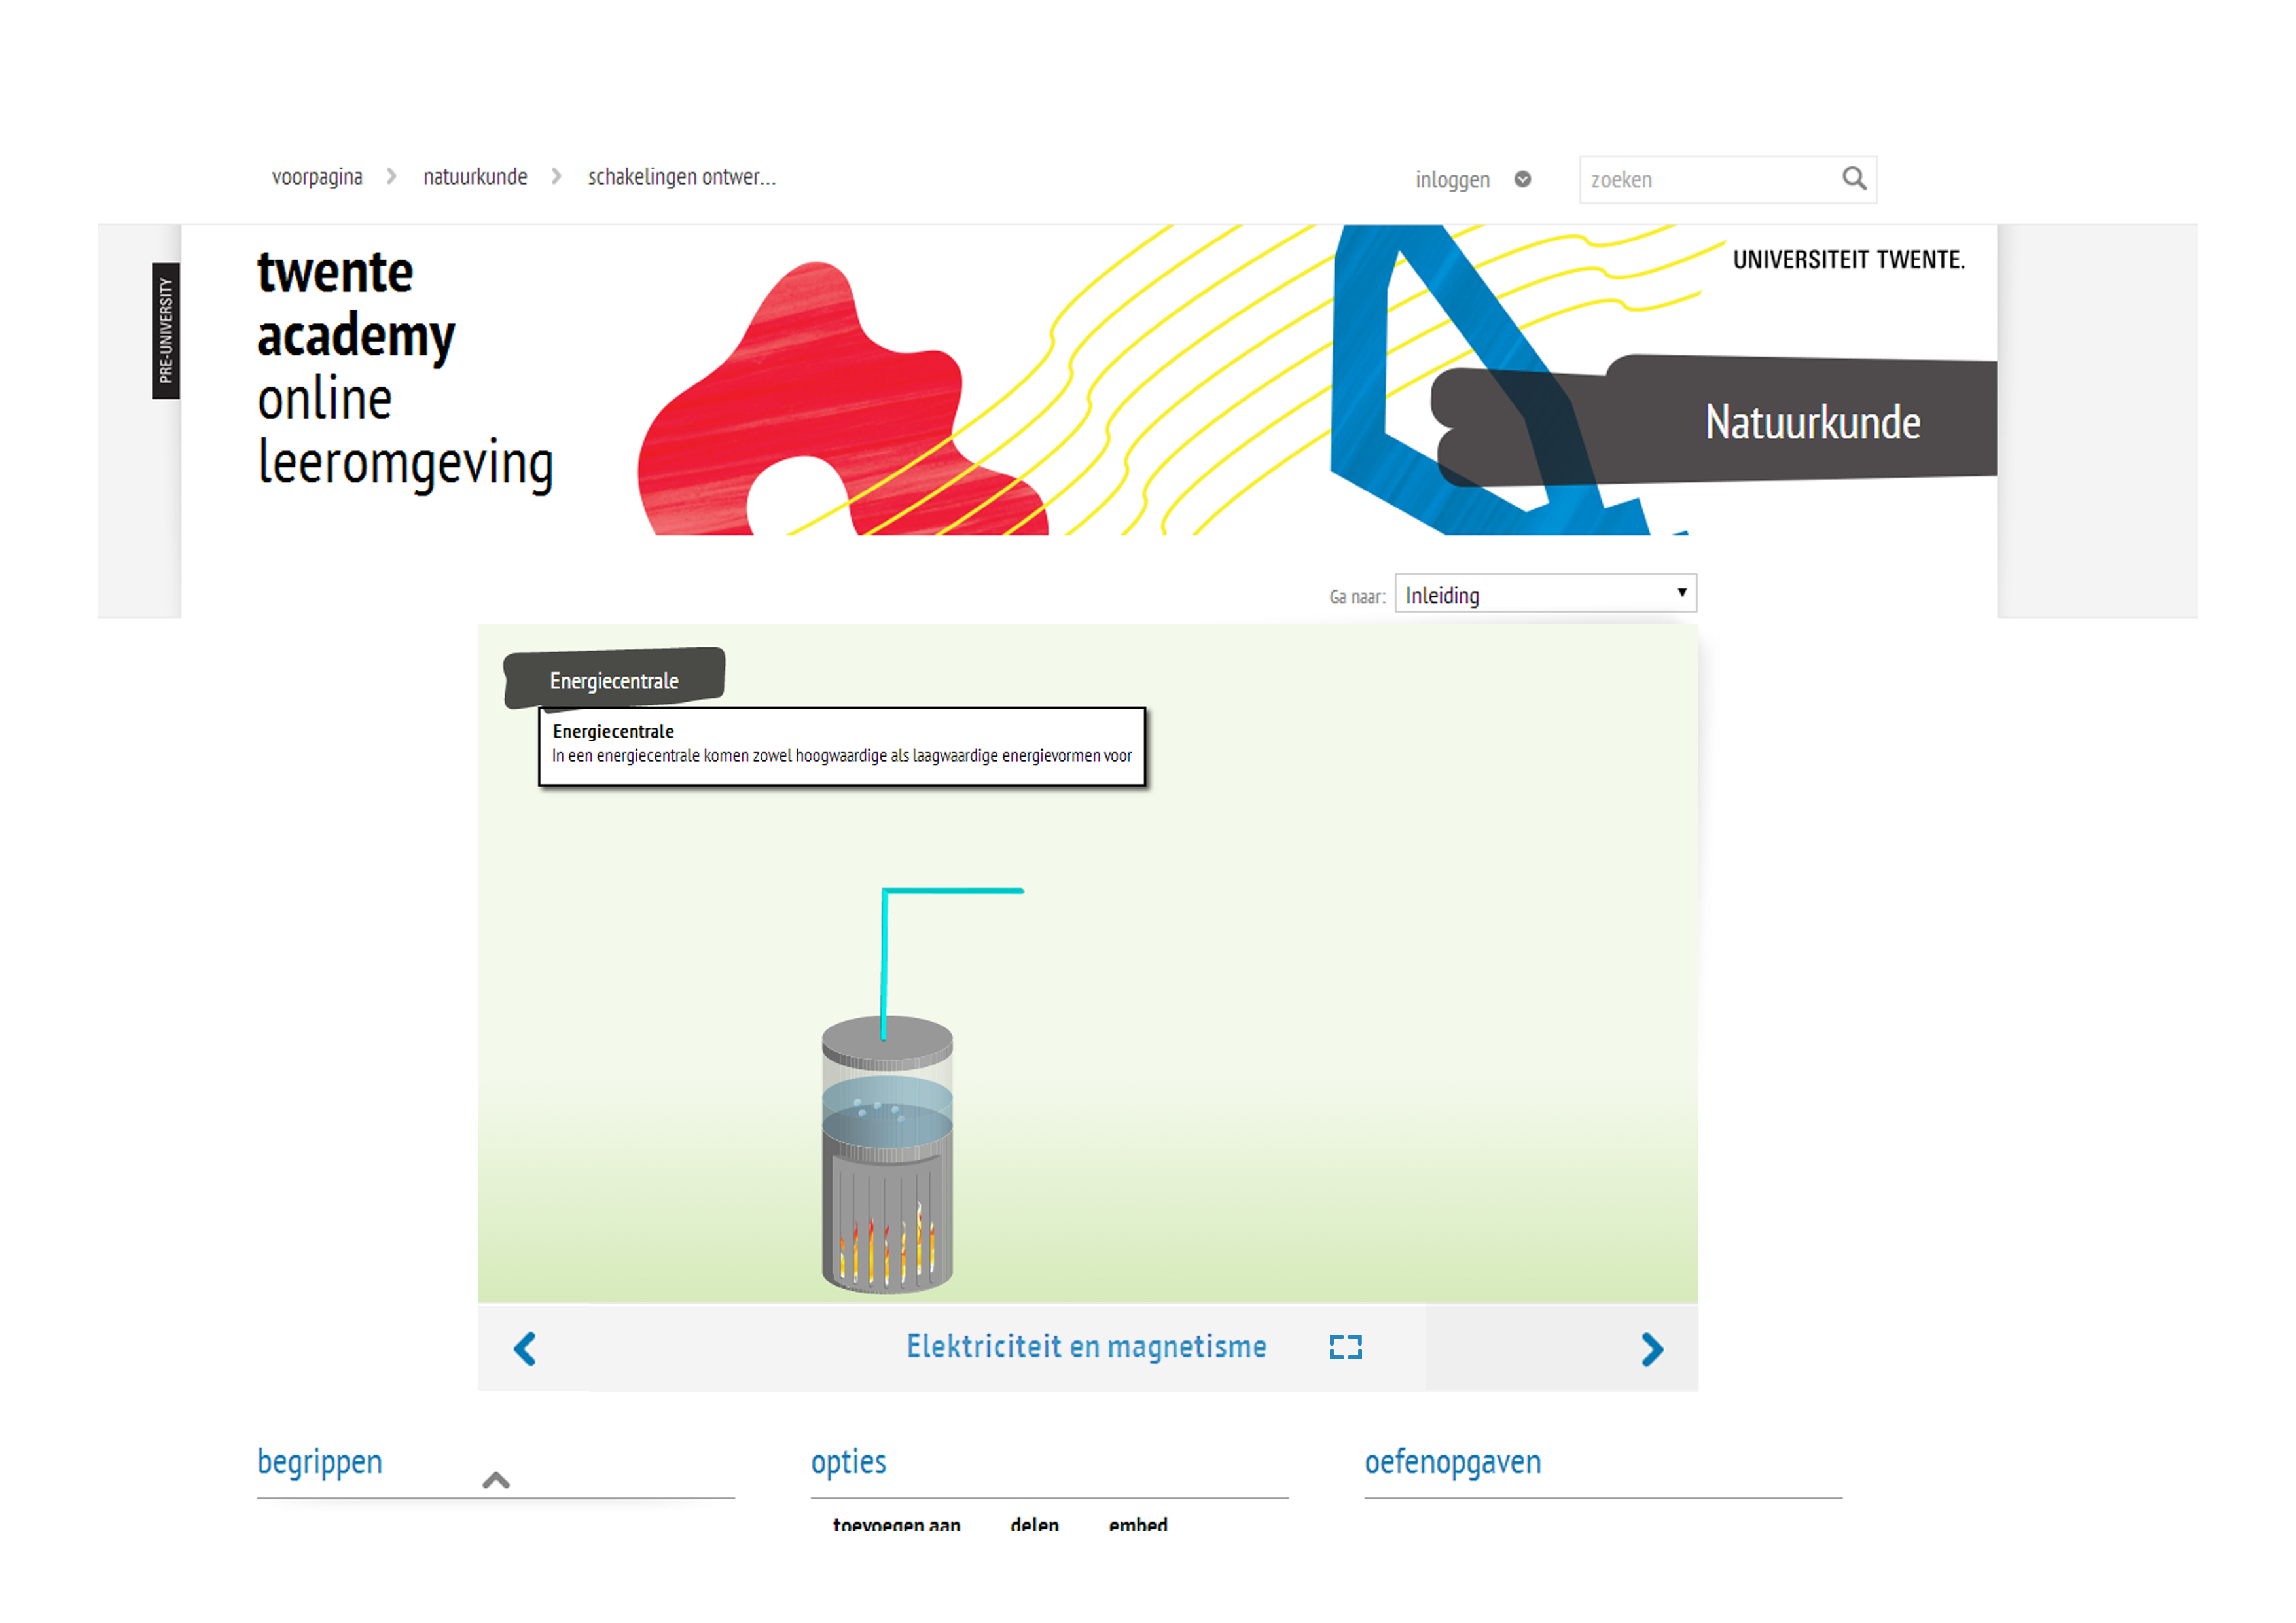 voorpagina
natuurkunde
schakelingen ontwer...
inloggen
zoeken
PRE-UNIVERSITY
twente
academy
online
leeromgeving
UNIVERSITEIT TWENTE.
Natuurkunde
Ga naar:
Inleiding
Energiecentrale
Energiecentrale
In een energiecentrale komen zowel hoogwaardige als laagwaardige energievormen voor
Elektriciteit en magnetisme
begrippen
opties
oefenopgaven
toevoegen aan
delen
embed